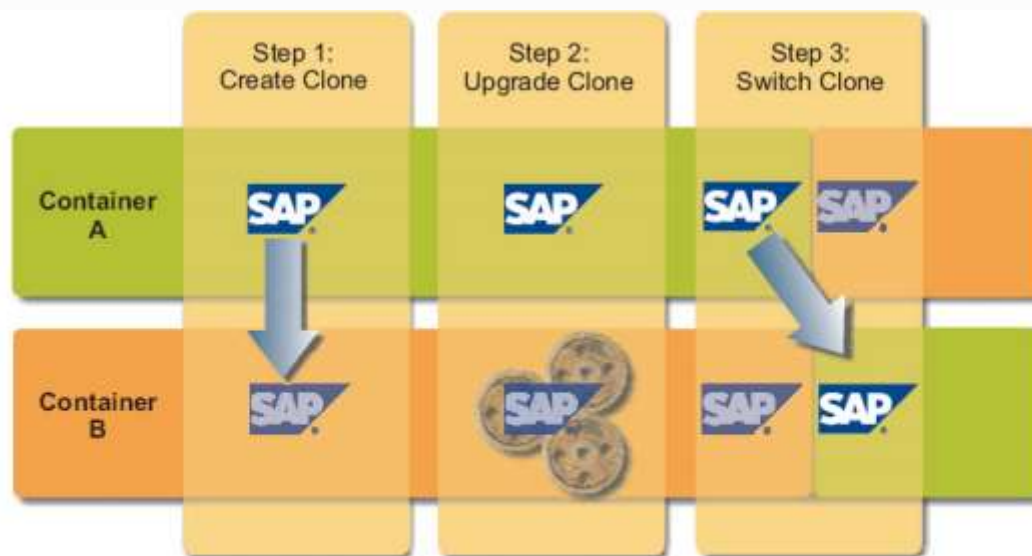 Step 1:
Create Clone
Step 2:
Upgrade Clone
Step 3:
Switch Clone
Container
A
SAP®
SAP®
SAP®
SAP®
Container
B
SAP®
SAP®
SAP®
SAP®